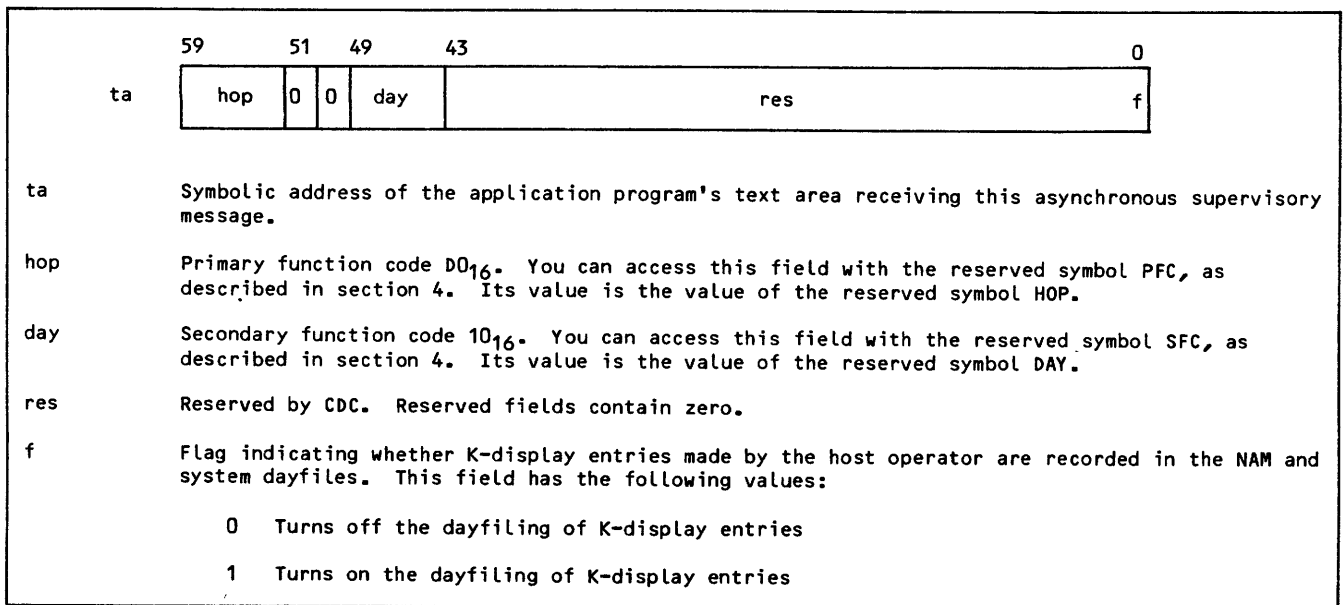 59 51 49 43 0
ta hop 0 0 day res f
ta Symbolic address of the application program's text area receiving this asynchronous supervisory
message.
hop Primary function code D0₁₆. You can access this field with the reserved symbol PFC, as
described in section 4. Its value is the value of the reserved symbol HOP.
day Secondary function code 10₁₆. You can access this field with the reserved symbol SFC, as
described in section 4. Its value is the value of the reserved symbol DAY.
res Reserved by CDC. Reserved fields contain zero.
f Flag indicating whether K-display entries made by the host operator are recorded in the NAM and
system dayfiles. This field has the following values:
0 Turns off the dayfiling of K-display entries
1 Turns on the dayfiling of K-display entries